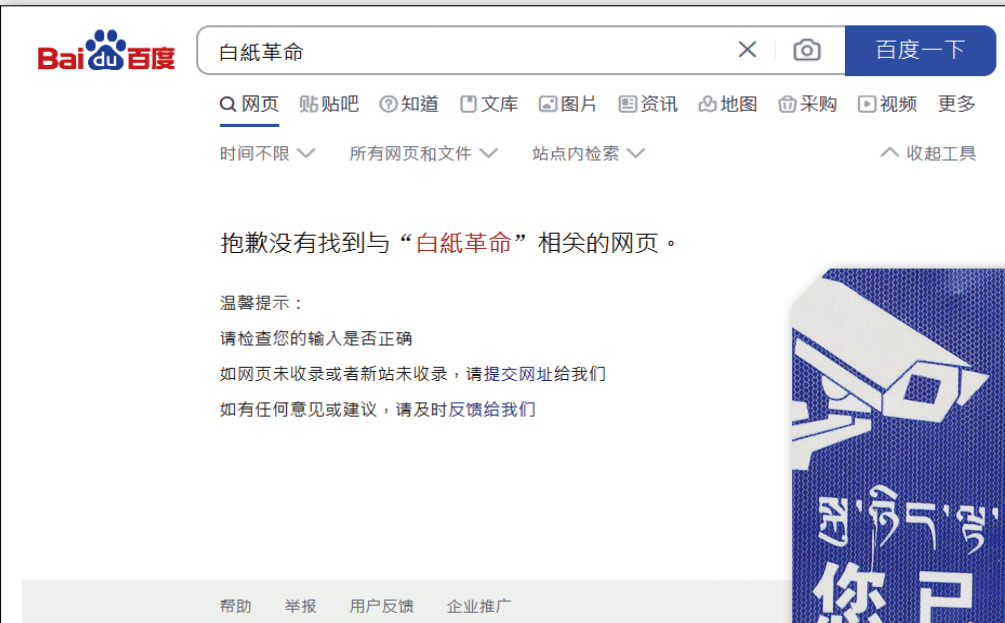 Bai du 百度
白紙革命
百度一下
网页 贴吧 知道 文库 图片 资讯 地图 采购 视频 更多
时间不限 所有网页和文件 站点内检索 收起工具
抱歉没有找到与“白紙革命”相关的网页。
温馨提示：
请检查您的输入是否正确
如网页未收录或者新站未收录，请提交网址给我们
如有任何意见或建议，请及时反馈给我们
你已
帮助 举报 用户反馈 企业推广